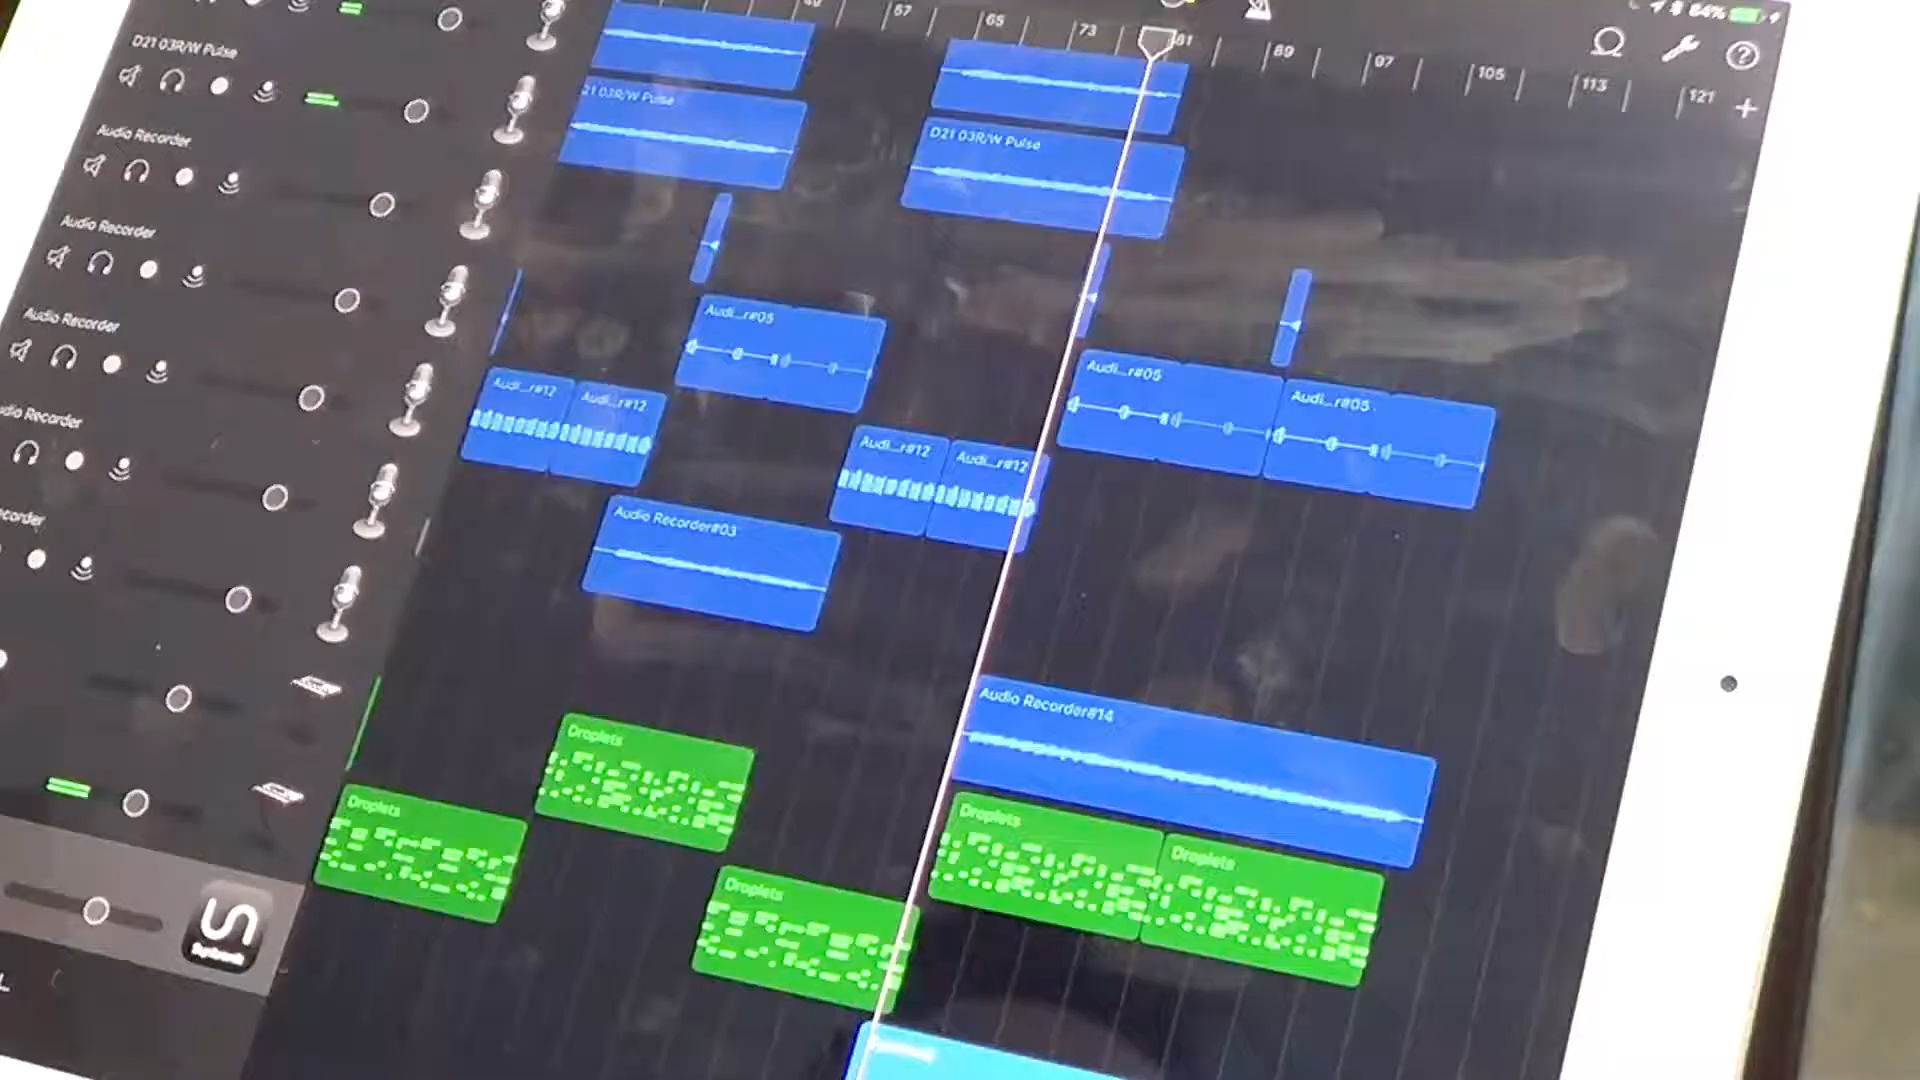 57
65
73
81
89
97
105
113
121
84%
D21 03R/W Pulse
21 03R/W Pulse
D21 03R/W Pulse
Audio Recorder
Audio Recorder
Audio Recorder
dio Recorder
ecorder
Audi...r#05
Audi...r#05
Audi...r#05
Audi...r#12
Audi...r#12
Audi...r#12
Audi...r#12
Audio Recorder#03
Audio Recorder#14
Droplets
Droplets
Droplets
Droplets
Droplets